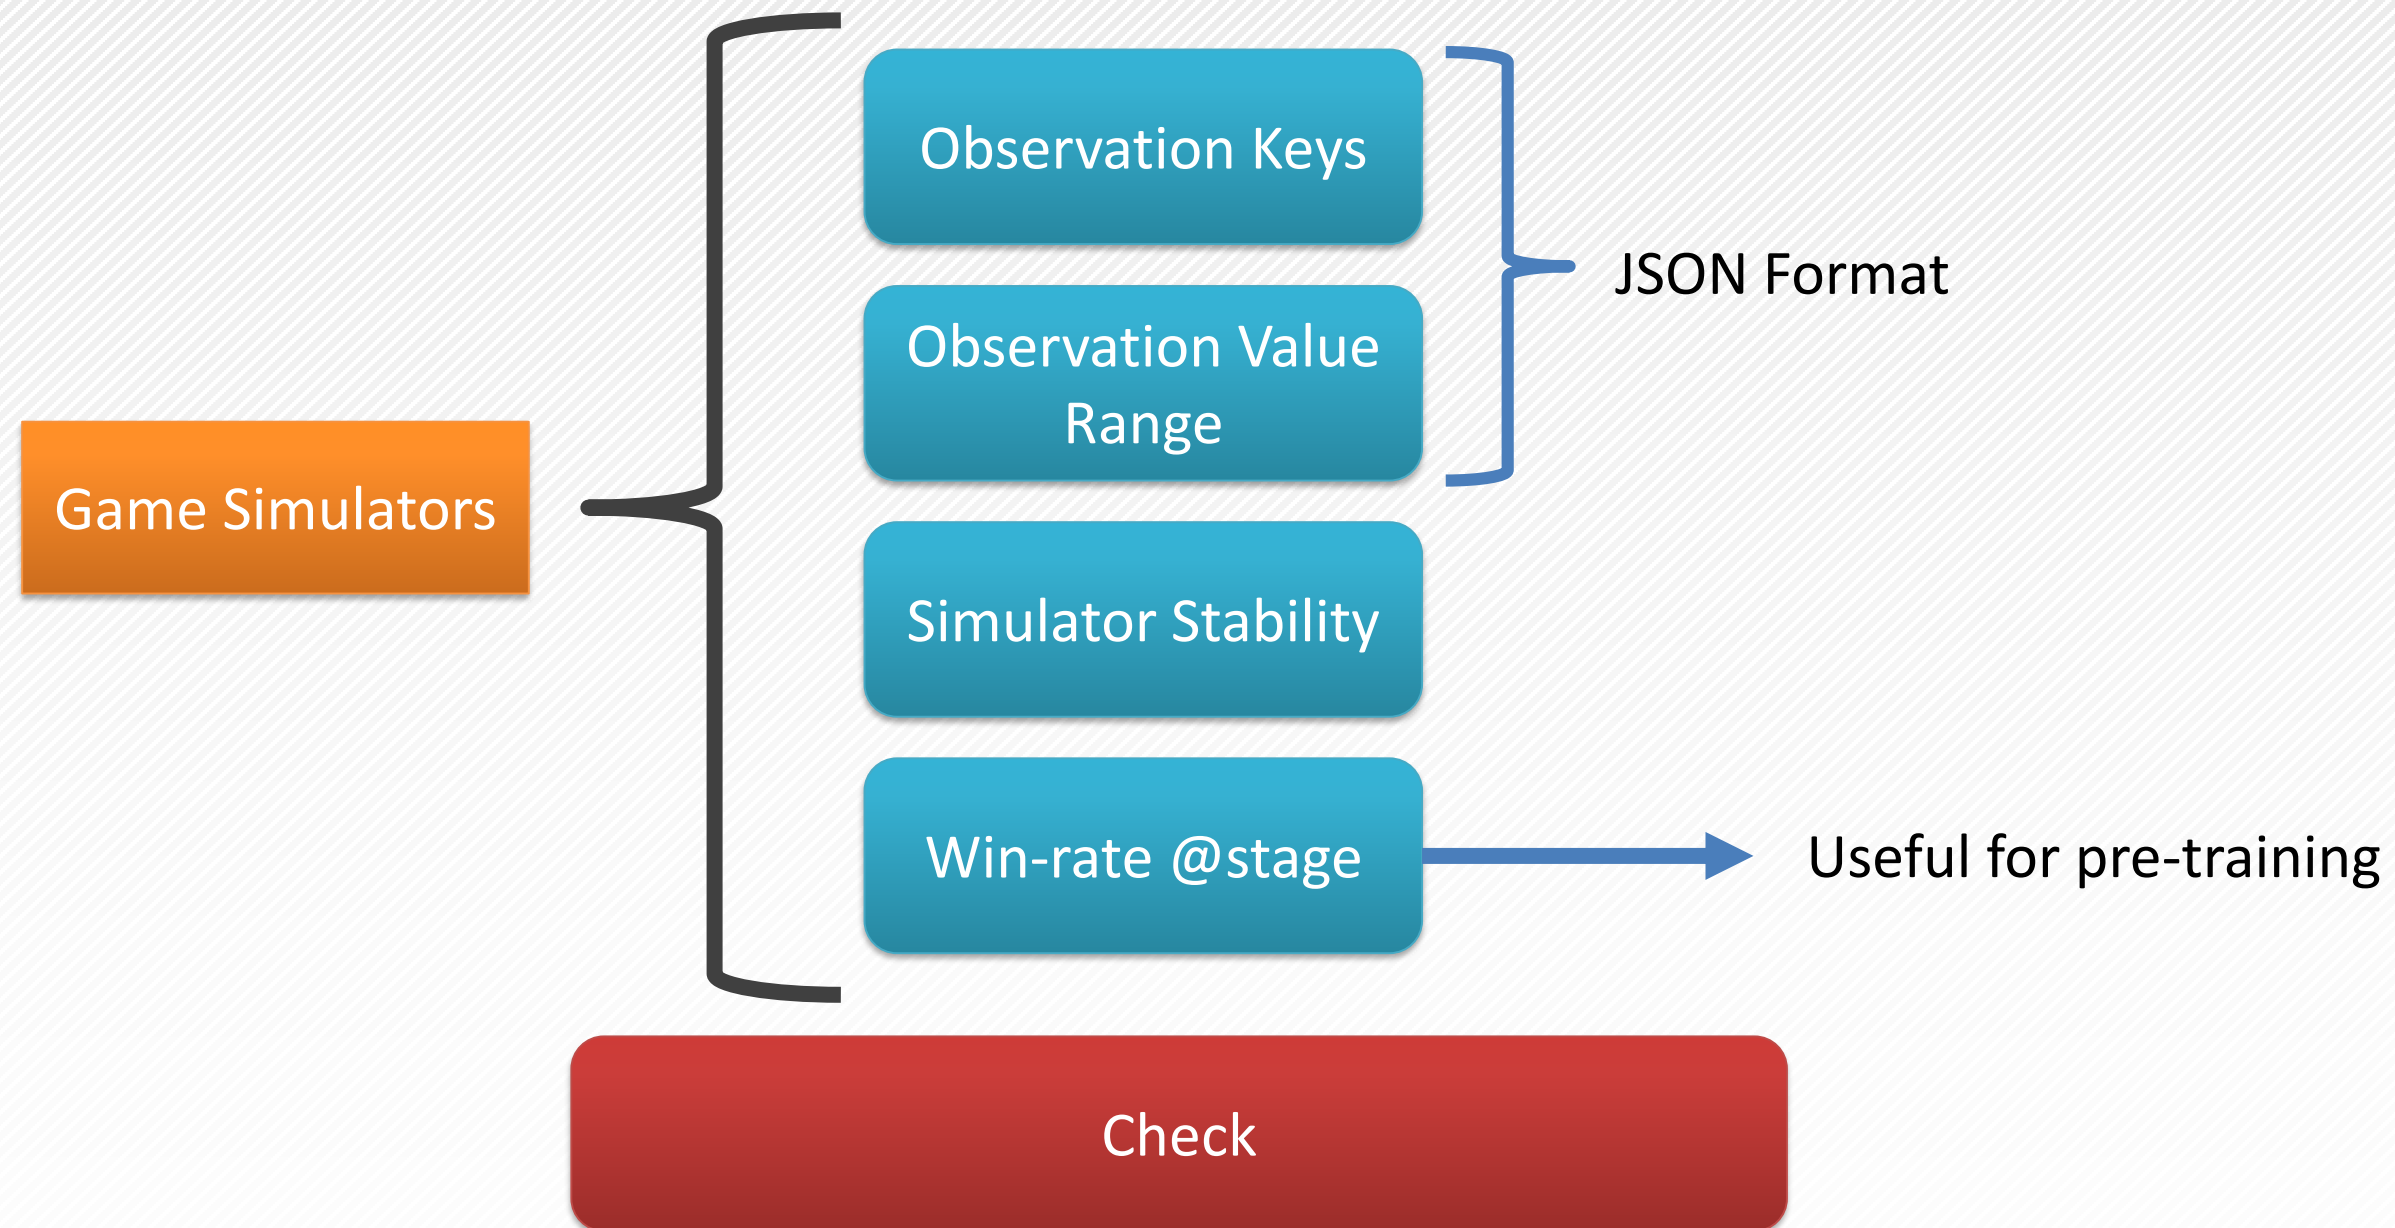 Game Simulators
Observation Keys
Observation Value
Range
Simulator Stability
Win-rate @stage
JSON Format
Useful for pre-training
Check